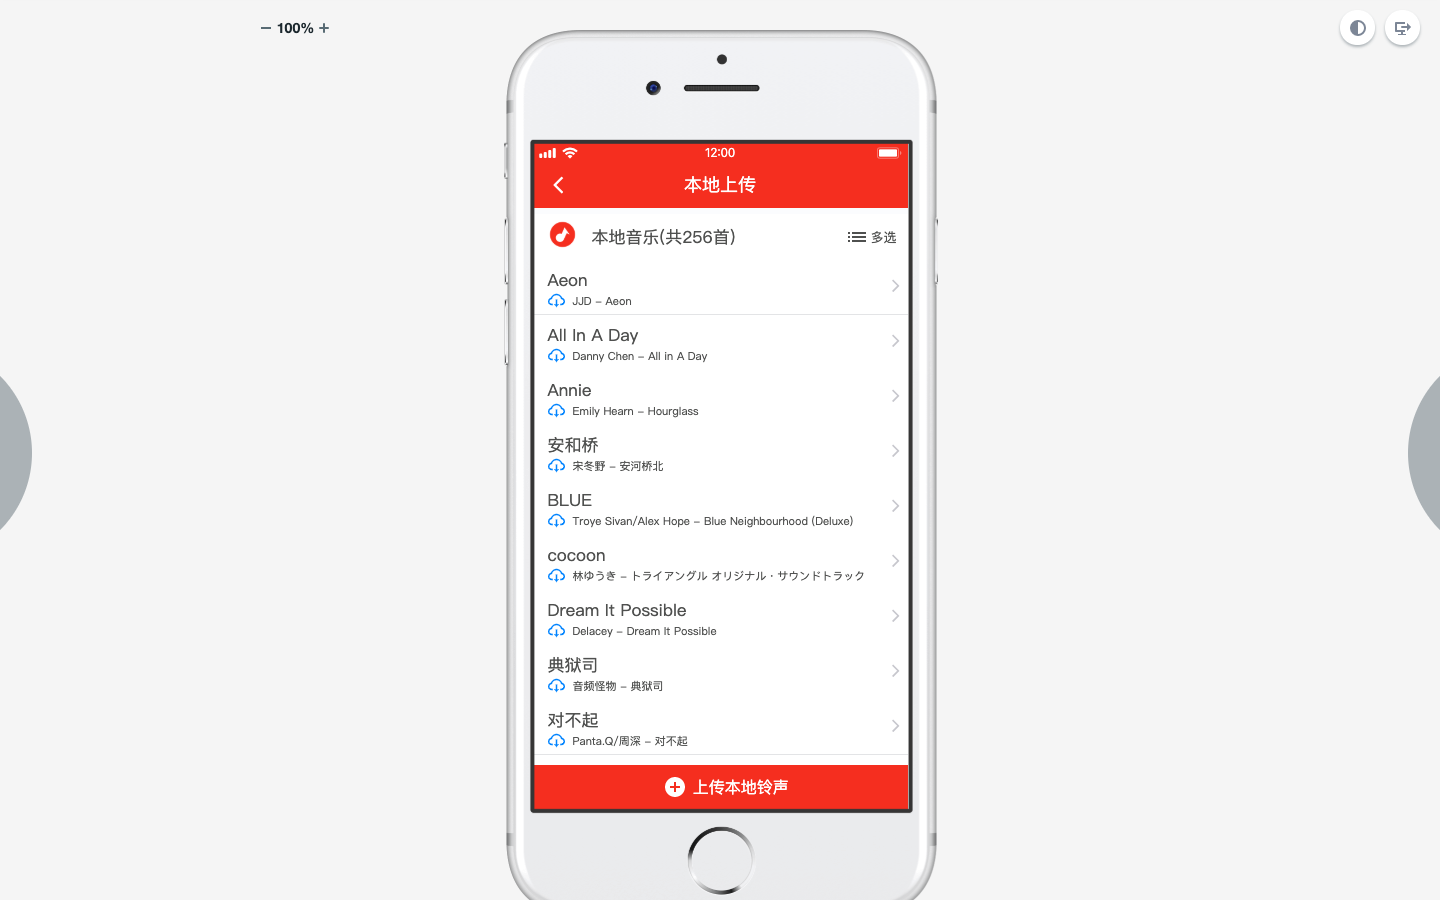 100%
12:00
本地上传
本地音乐(共256首)
多选
Aeon
JJD – Aeon
All In A Day
Danny Chen – All in A Day
Annie
Emily Hearn – Hourglass
安和桥
宋冬野 – 安河桥北
BLUE
Troye Sivan/Alex Hope – Blue Neighbourhood (Deluxe)
cocoon
林ゆうき – トライアングル オリジナル・サウンドトラック
Dream It Possible
Delacey – Dream It Possible
典狱司
音频怪物 – 典狱司
对不起
Panta.Q/周深 – 对不起
上传本地铃声